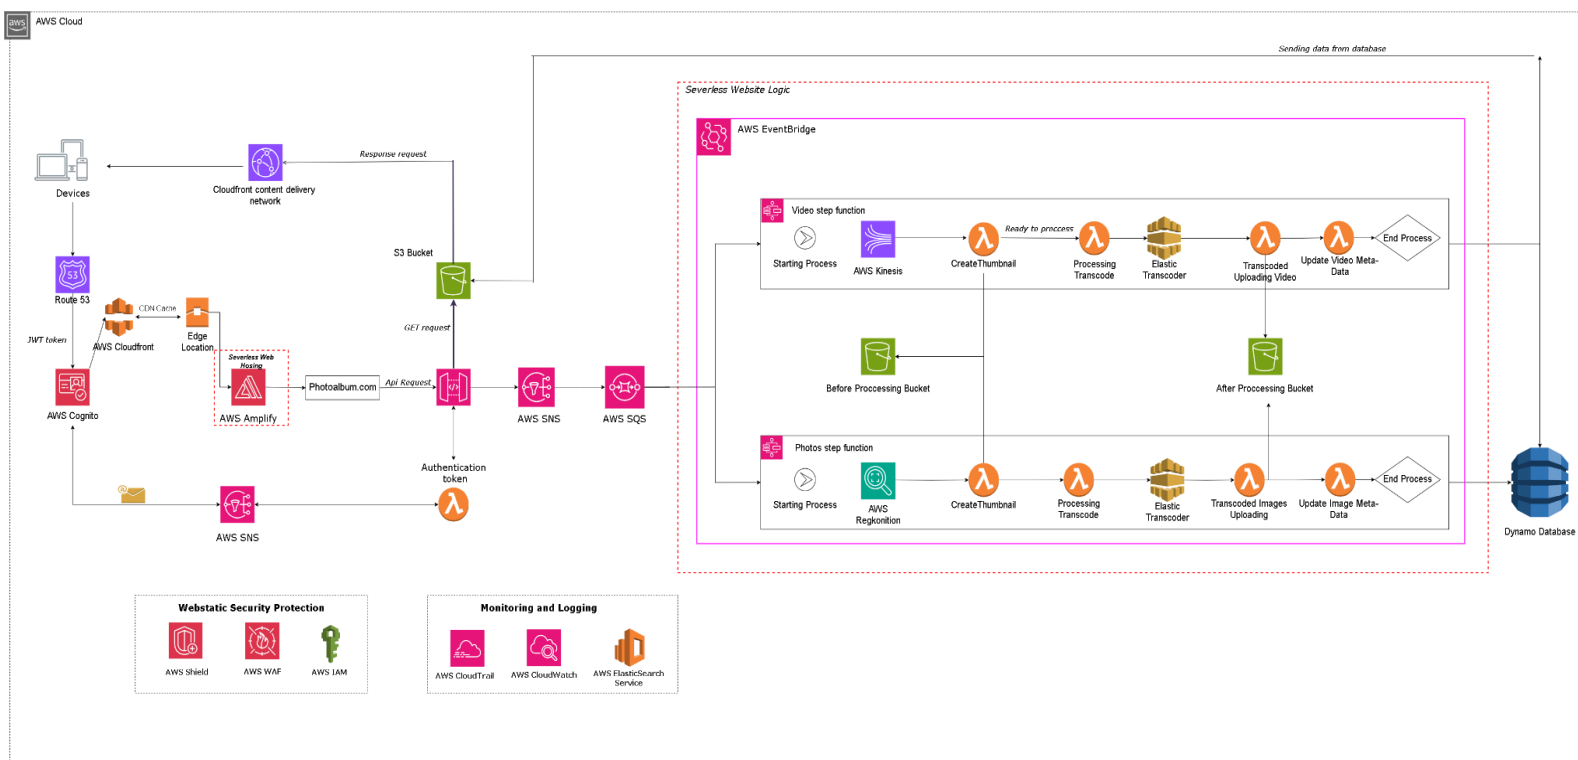 aws
AWS Cloud
Sending data from database
Severless Website Logic
AWS EventBridge
Response request
Devices
Cloudfront content delivery
network
Video step function
Starting Process
AWS Kinesis
CreateThumbnail
Ready to proccess
Processing
Transcode
Elastic
Transcoder
Transcoded
Uploading Video
Update Video Meta-
Data
End Process
S3 Bucket
53
Route 53
CDN Cache
AWS Cloudfront
Edge
Location
JWT token
GET request
Severless Web
Hosing
AWS Cognito
AWS Amplify
Photoalbum.com
Api Request
AWS SNS
AWS SQS
Before Proccessing Bucket
After Proccessing Bucket
Authentication
token
AWS SNS
Photos step function
Starting Process
AWS
Regkonition
CreateThumbnail
Processing
Transcode
Elastic
Transcoder
Transcoded Images
Uploading
Update Image Meta-
Data
End Process
Dynamo Database
Webstatic Security Protection
AWS Shield
AWS WAF
AWS IAM
Monitoring and Logging
AWS CloudTrail
AWS CloudWatch
AWS ElasticSearch
Service